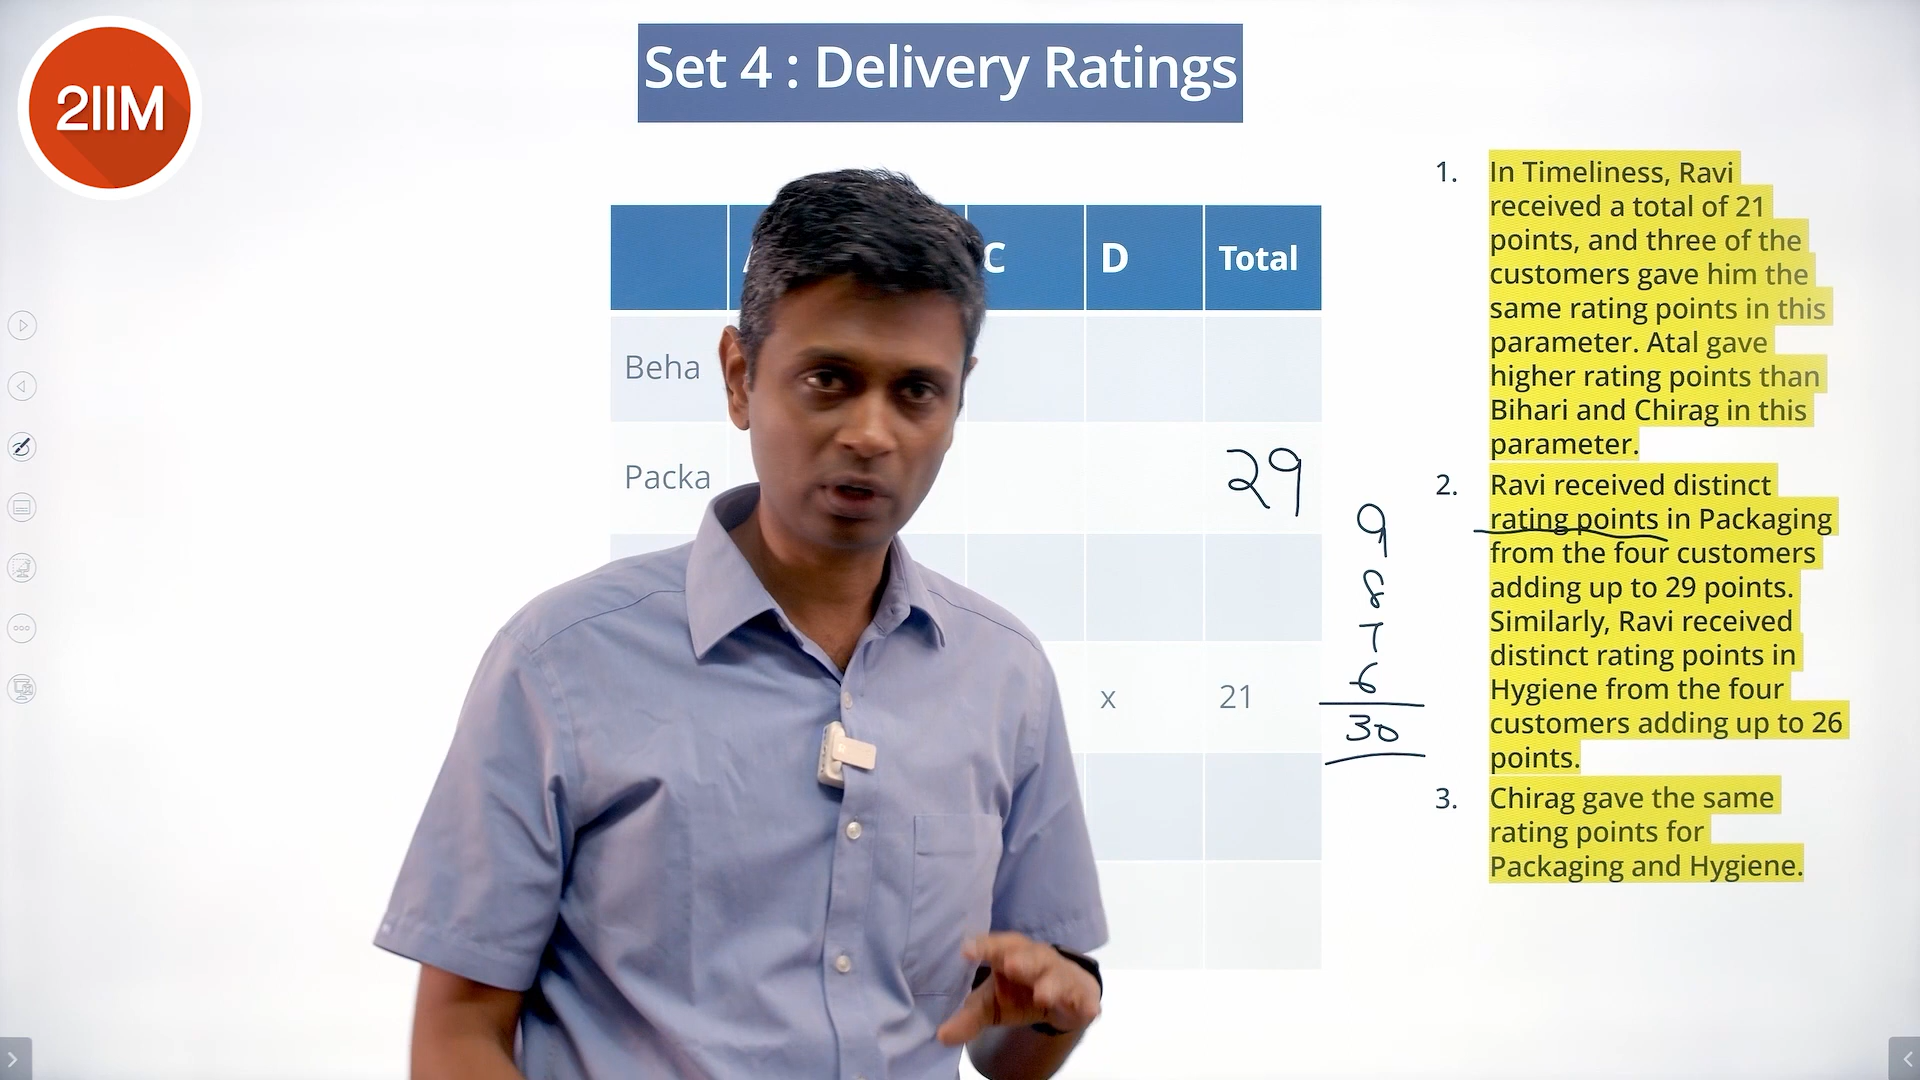 2IIM
Set 4 : Delivery Ratings
C D Total
Beha
Packa 29
x 21
9
8
7
6
30
1. In Timeliness, Ravi
received a total of 21
points, and three of the
customers gave him the
same rating points in this
parameter. Atal gave
higher rating points than
Bihari and Chirag in this
parameter.
2. Ravi received distinct
rating points in Packaging
from the four customers
adding up to 29 points.
Similarly, Ravi received
distinct rating points in
Hygiene from the four
customers adding up to 26
points.
3. Chirag gave the same
rating points for
Packaging and Hygiene.